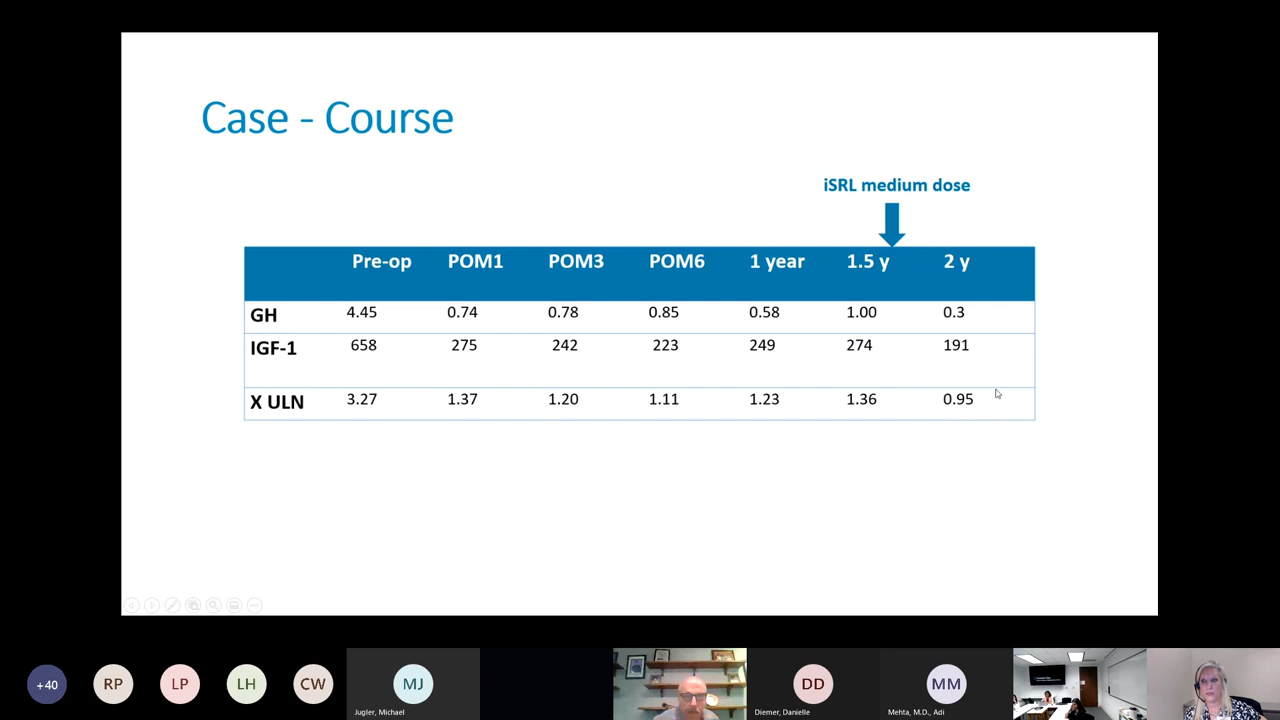 Case - Course
iSRL medium dose
Pre-op POM1 POM3 POM6 1 year 1.5 y 2 y
GH 4.45 0.74 0.78 0.85 0.58 1.00 0.3
IGF-1 658 275 242 223 249 274 191
X ULN 3.27 1.37 1.20 1.11 1.23 1.36 0.95
+40 RP LP LH CW MJ DD MM
Jugler, Michael Diemer, Danielle Mehta, M.D., Adi